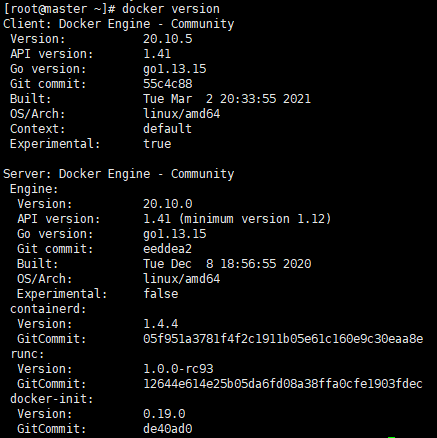 [root@master ~]# docker version
Client: Docker Engine - Community
 Version:           20.10.5
 API version:       1.41
 Go version:        go1.13.15
 Git commit:        55c4c88
 Built:             Tue Mar  2 20:33:55 2021
 OS/Arch:           linux/amd64
 Context:           default
 Experimental:      true

Server: Docker Engine - Community
 Engine:
  Version:          20.10.0
  API version:      1.41 (minimum version 1.12)
  Go version:       go1.13.15
  Git commit:       eeddea2
  Built:            Tue Dec  8 18:56:55 2020
  OS/Arch:          linux/amd64
  Experimental:     false
 containerd:
  Version:          1.4.4
  GitCommit:        05f951a3781f4f2c1911b05e61c160e9c30eaa8e
 runc:
  Version:          1.0.0-rc93
  GitCommit:        12644e614e25b05da6fd08a38ffa0cfe1903fdec
 docker-init:
  Version:          0.19.0
  GitCommit:        de40ad0